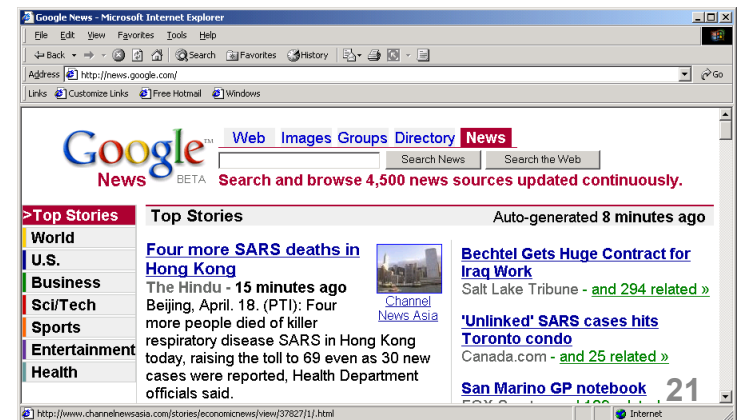 Google News - Microsoft Internet Explorer
File Edit View Favorites Tools Help
Back Search Favorites History
Address http://news.google.com/ Go
Links Customize Links Free Hotmail Windows
Google™ Web Images Groups Directory News
Search News Search the Web
News BETA Search and browse 4,500 news sources updated continuously.
>Top Stories
World
U.S.
Business
Sci/Tech
Sports
Entertainment
Health
Top Stories Auto-generated 8 minutes ago
Four more SARS deaths in
Hong Kong
The Hindu - 15 minutes ago
Beijing, April. 18. (PTI): Four
more people died of killer
respiratory disease SARS in Hong Kong
today, raising the toll to 69 even as 30 new
cases were reported, Health Department
officials said.
Channel
News Asia
Bechtel Gets Huge Contract for
Iraq Work
Salt Lake Tribune - and 294 related »
'Unlinked' SARS cases hits
Toronto condo
Canada.com - and 25 related »
San Marino GP notebook
21
http://www.channelnewsasia.com/stories/economicnews/view/37827/1/.html Internet